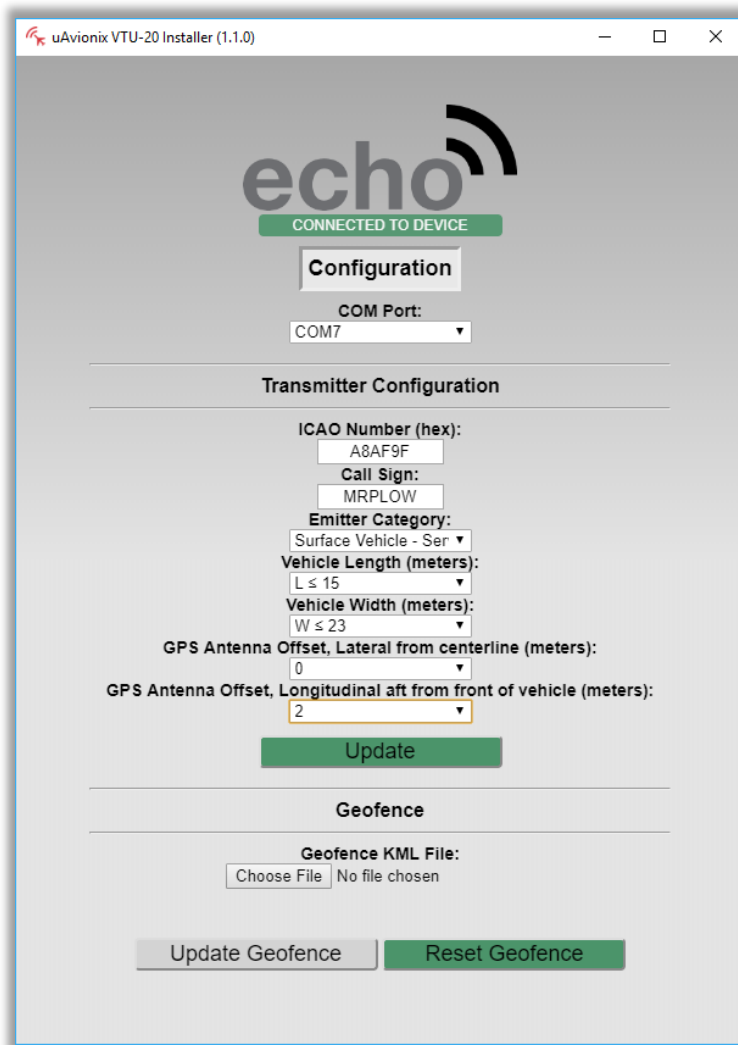 uAvionix VTU-20 Installer (1.1.0)
echo
CONNECTED TO DEVICE
Configuration
COM Port:
COM7
Transmitter Configuration
ICAO Number (hex):
A8AF9F
Call Sign:
MRPLOW
Emitter Category:
Surface Vehicle - Ser
Vehicle Length (meters):
L ≤ 15
Vehicle Width (meters):
W ≤ 23
GPS Antenna Offset, Lateral from centerline (meters):
0
GPS Antenna Offset, Longitudinal aft from front of vehicle (meters):
2
Update
Geofence
Geofence KML File:
Choose File No file chosen
Update Geofence Reset Geofence